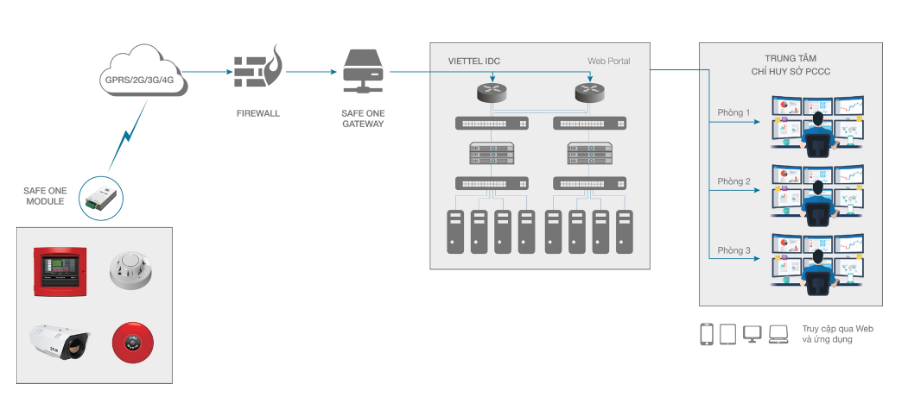 GPRS/2G/3G/4G
FIREWALL
SAFE ONE
GATEWAY
SAFE ONE
MODULE
VIETTEL IDC
Web Portal
TRUNG TÂM
CHỈ HUY SỞ PCCC
Phòng 1
Phòng 2
Phòng 3
Truy cập qua Web
và ứng dụng